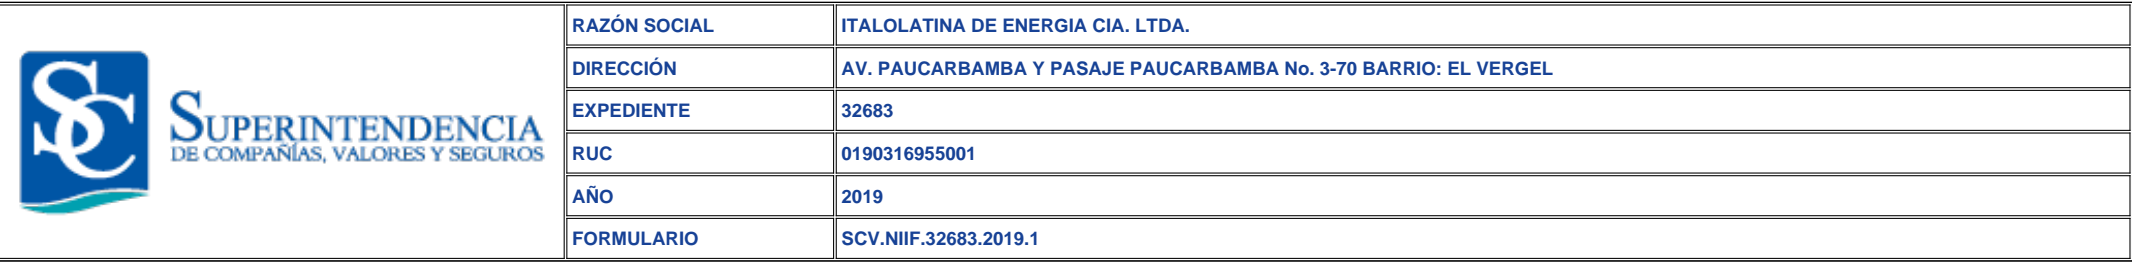 SC
SUPERINTENDENCIA
DE COMPAÑÍAS, VALORES Y SEGUROS
RAZÓN SOCIAL ITALOLATINA DE ENERGIA CIA. LTDA.
DIRECCIÓN AV. PAUCARBAMBA Y PASAJE PAUCARBAMBA No. 3-70 BARRIO: EL VERGEL
EXPEDIENTE 32683
RUC 0190316955001
AÑO 2019
FORMULARIO SCV.NIIF.32683.2019.1